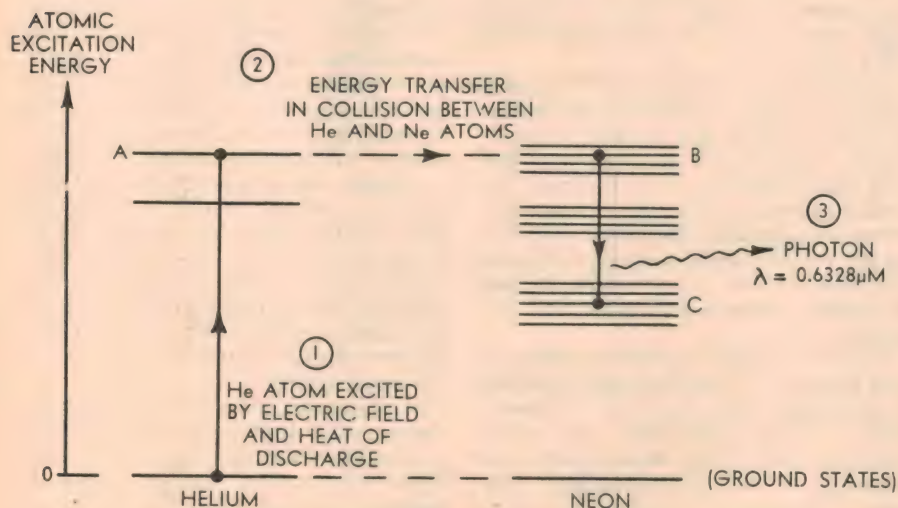 ATOMIC
EXCITATION
ENERGY
②
ENERGY TRANSFER
IN COLLISION BETWEEN
He AND Ne ATOMS
A
B
③
PHOTON
λ = 0.6328μM
C
①
He ATOM EXCITED
BY ELECTRIC FIELD
AND HEAT OF
DISCHARGE
0
(GROUND STATES)
HELIUM
NEON